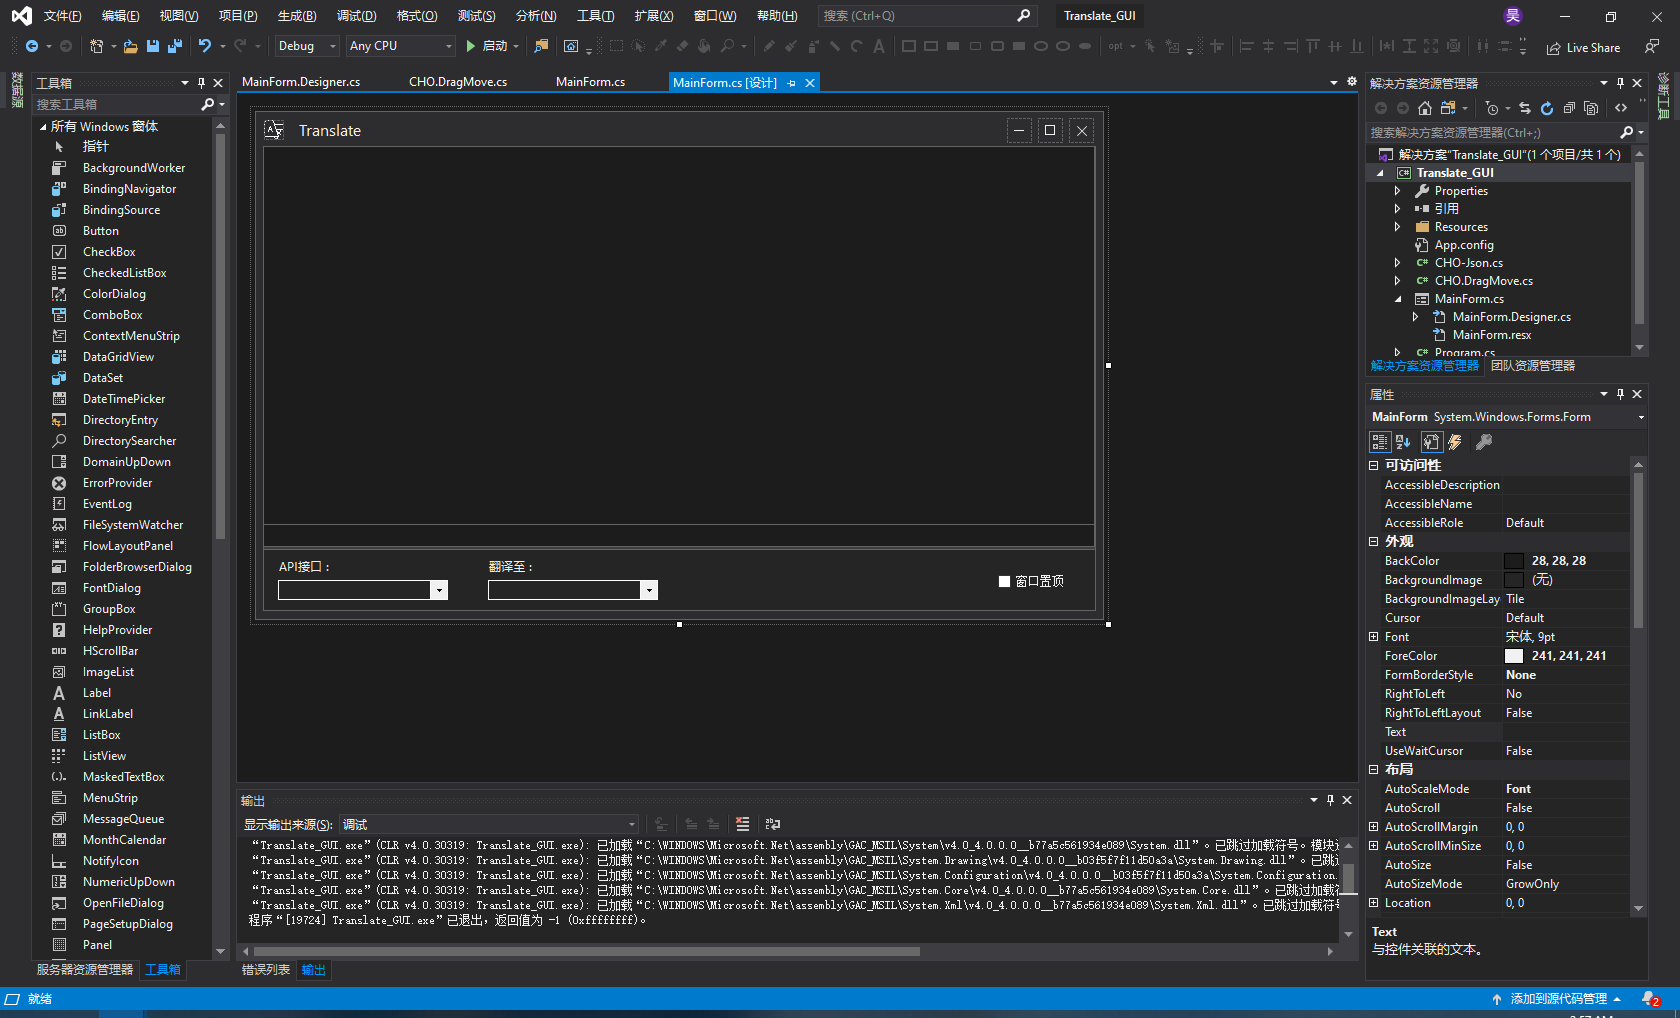 文件(F) 编辑(E) 视图(V) 项目(P) 生成(B) 调试(D) 格式(O) 测试(S) 分析(N) 工具(T) 扩展(X) 窗口(W) 帮助(H) 搜索 (Ctrl+Q) Translate_GUI 吴
Debug Any CPU 启动 opt Live Share
数据源
工具箱
搜索工具箱
所有 Windows 窗体
指针
BackgroundWorker
BindingNavigator
BindingSource
Button
CheckBox
CheckedListBox
ColorDialog
ComboBox
ContextMenuStrip
DataGridView
DataSet
DateTimePicker
DirectoryEntry
DirectorySearcher
DomainUpDown
ErrorProvider
EventLog
FileSystemWatcher
FlowLayoutPanel
FolderBrowserDialog
FontDialog
GroupBox
HelpProvider
HScrollBar
ImageList
Label
LinkLabel
ListBox
ListView
MaskedTextBox
MenuStrip
MessageQueue
MonthCalendar
NotifyIcon
NumericUpDown
OpenFileDialog
PageSetupDialog
Panel
服务器资源管理器 工具箱
MainForm.Designer.cs CHO.DragMove.cs MainForm.cs MainForm.cs [设计]
Translate
API接口： 翻译至：
窗口置顶
输出
显示输出来源(S): 调试
“Translate_GUI.exe”(CLR v4.0.30319: Translate_GUI.exe): 已加载“C:\WINDOWS\Microsoft.Net\assembly\GAC_MSIL\System\v4.0_4.0.0.0__b77a5c561934e089\System.dll”。已跳过加载符号。模块
“Translate_GUI.exe”(CLR v4.0.30319: Translate_GUI.exe): 已加载“C:\WINDOWS\Microsoft.Net\assembly\GAC_MSIL\System.Drawing\v4.0_4.0.0.0__b03f5f7f11d50a3a\System.Drawing.dll”。已跳
“Translate_GUI.exe”(CLR v4.0.30319: Translate_GUI.exe): 已加载“C:\WINDOWS\Microsoft.Net\assembly\GAC_MSIL\System.Configuration\v4.0_4.0.0.0__b03f5f7f11d50a3a\System.Configuration.
“Translate_GUI.exe”(CLR v4.0.30319: Translate_GUI.exe): 已加载“C:\WINDOWS\Microsoft.Net\assembly\GAC_MSIL\System.Core\v4.0_4.0.0.0__b77a5c561934e089\System.Core.dll”。已跳过加载
“Translate_GUI.exe”(CLR v4.0.30319: Translate_GUI.exe): 已加载“C:\WINDOWS\Microsoft.Net\assembly\GAC_MSIL\System.Xml\v4.0_4.0.0.0__b77a5c561934e089\System.Xml.dll”。已跳过加载符
程序“[19724] Translate_GUI.exe”已退出，返回值为 -1 (0xffffffff)。
错误列表 输出
解决方案资源管理器
搜索解决方案资源管理器(Ctrl+;)
解决方案“Translate_GUI”(1 个项目/共 1 个)
Translate_GUI
Properties
引用
Resources
App.config
CHO-Json.cs
CHO.DragMove.cs
MainForm.cs
MainForm.Designer.cs
MainForm.resx
Program.cs
解决方案资源管理器 团队资源管理器
诊断工具
属性
MainForm System.Windows.Forms.Form
可访问性
AccessibleDescription
AccessibleName
AccessibleRole Default
外观
BackColor 28, 28, 28
BackgroundImage (无)
BackgroundImageLay Tile
Cursor Default
Font 宋体, 9pt
ForeColor 241, 241, 241
FormBorderStyle None
RightToLeft No
RightToLeftLayout False
Text
UseWaitCursor False
布局
AutoScaleMode Font
AutoScroll False
AutoScrollMargin 0, 0
AutoScrollMinSize 0, 0
AutoSize False
AutoSizeMode GrowOnly
Location 0, 0
Text
与控件关联的文本。
就绪 添加到源代码管理 2